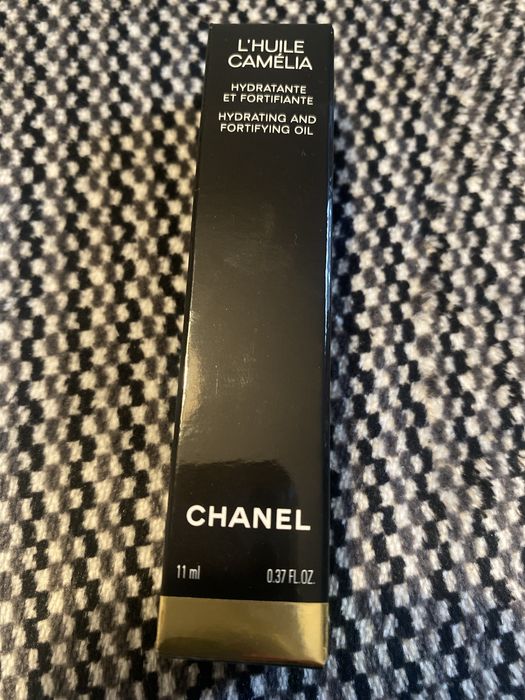 L'HUILE
CAMÉLIA
HYDRATANTE
ET FORTIFIANTE
HYDRATING AND
FORTIFYING OIL
CHANEL
11 ml 0.37 FL.OZ.